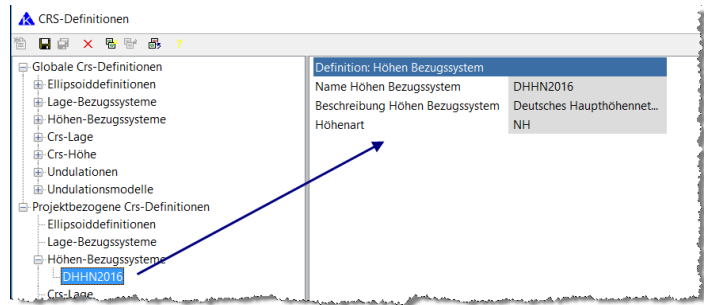 CRS-Definitionen
Globale Crs-Definitionen
Ellipsoiddefinitionen
Lage-Bezugssysteme
Höhen-Bezugssysteme
Crs-Lage
Crs-Höhe
Undulationen
Undulationsmodelle
Projektbezogene Crs-Definitionen
Ellipsoiddefinitionen
Lage-Bezugssysteme
Höhen-Bezugssysteme
DHHN2016
Crs-Lage
Definition: Höhen Bezugssystem
Name Höhen Bezugssystem DHHN2016
Beschreibung Höhen Bezugssystem Deutsches Haupthöhennet...
Höhenart NH